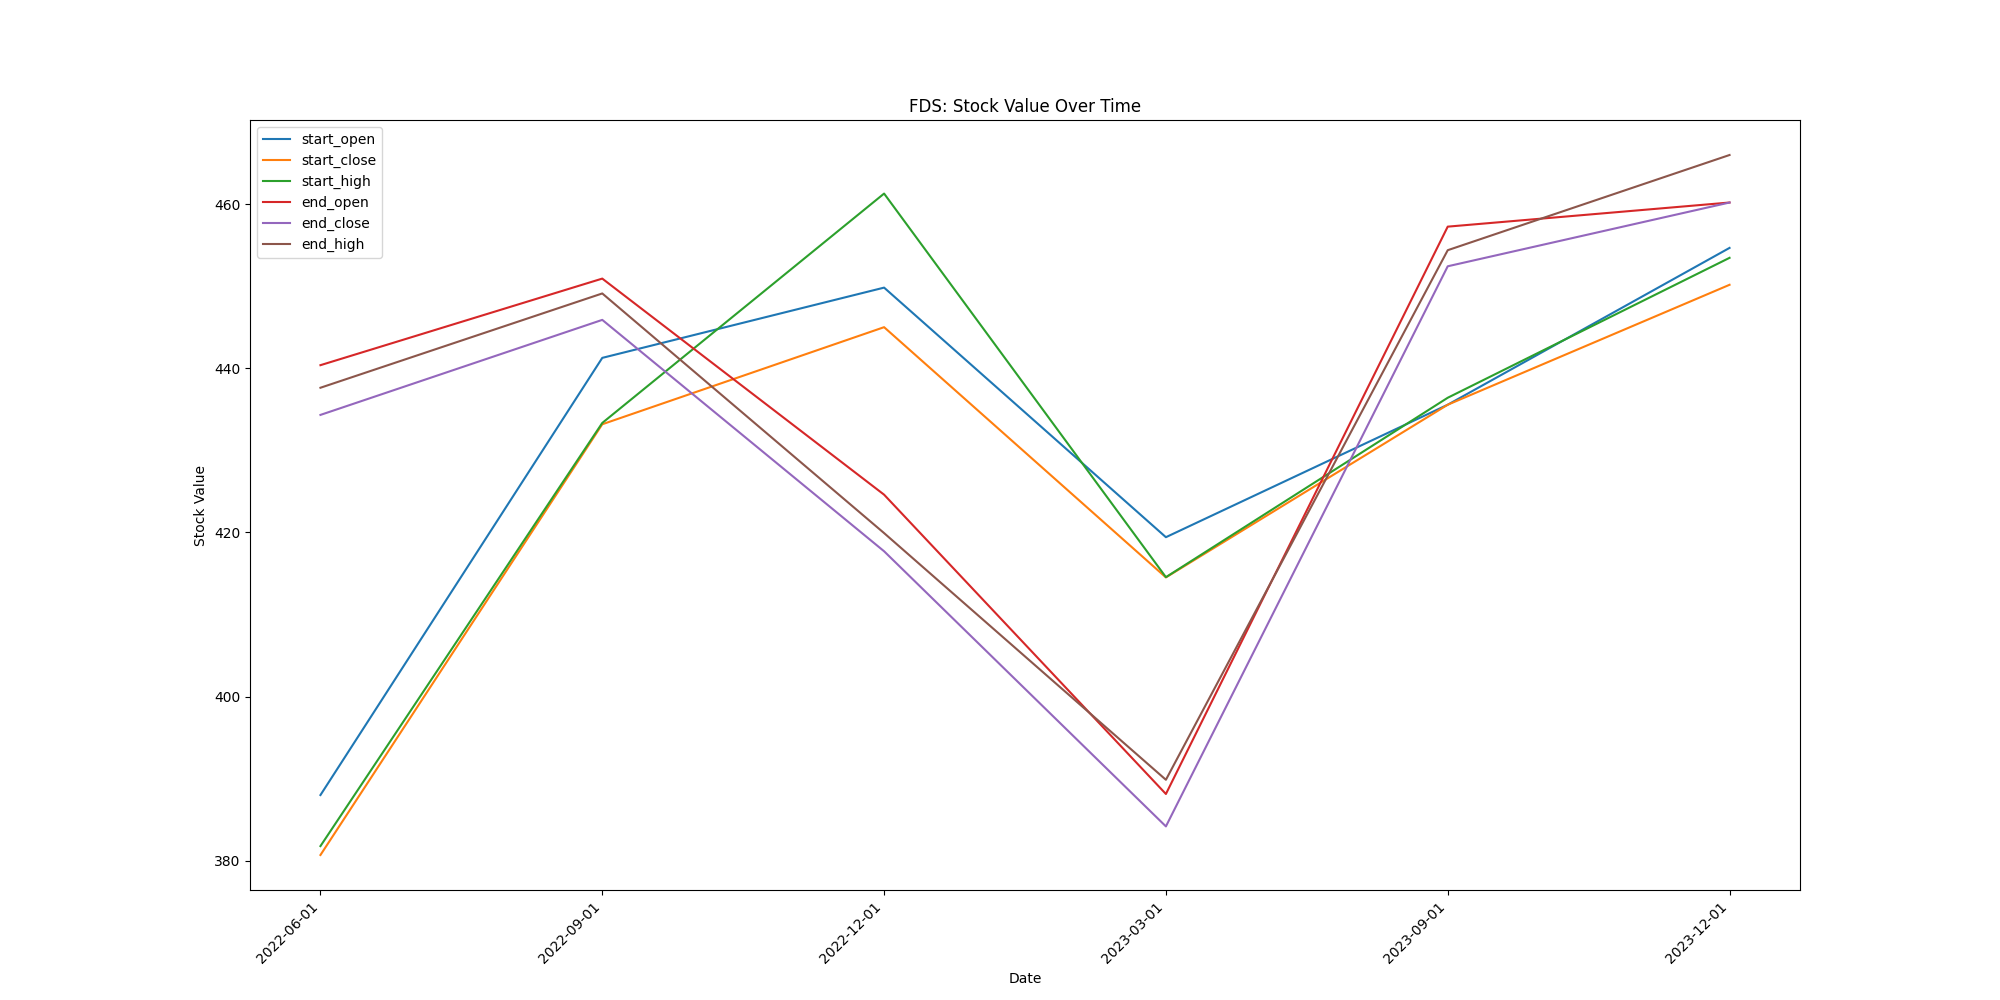 FDS: Stock Value Over Time
start_open
start_close
start_high
end_open
end_close
end_high
Stock Value
460
440
420
400
380
2022-06-01
2022-09-01
2022-12-01
2023-03-01
2023-09-01
2023-12-01
Date